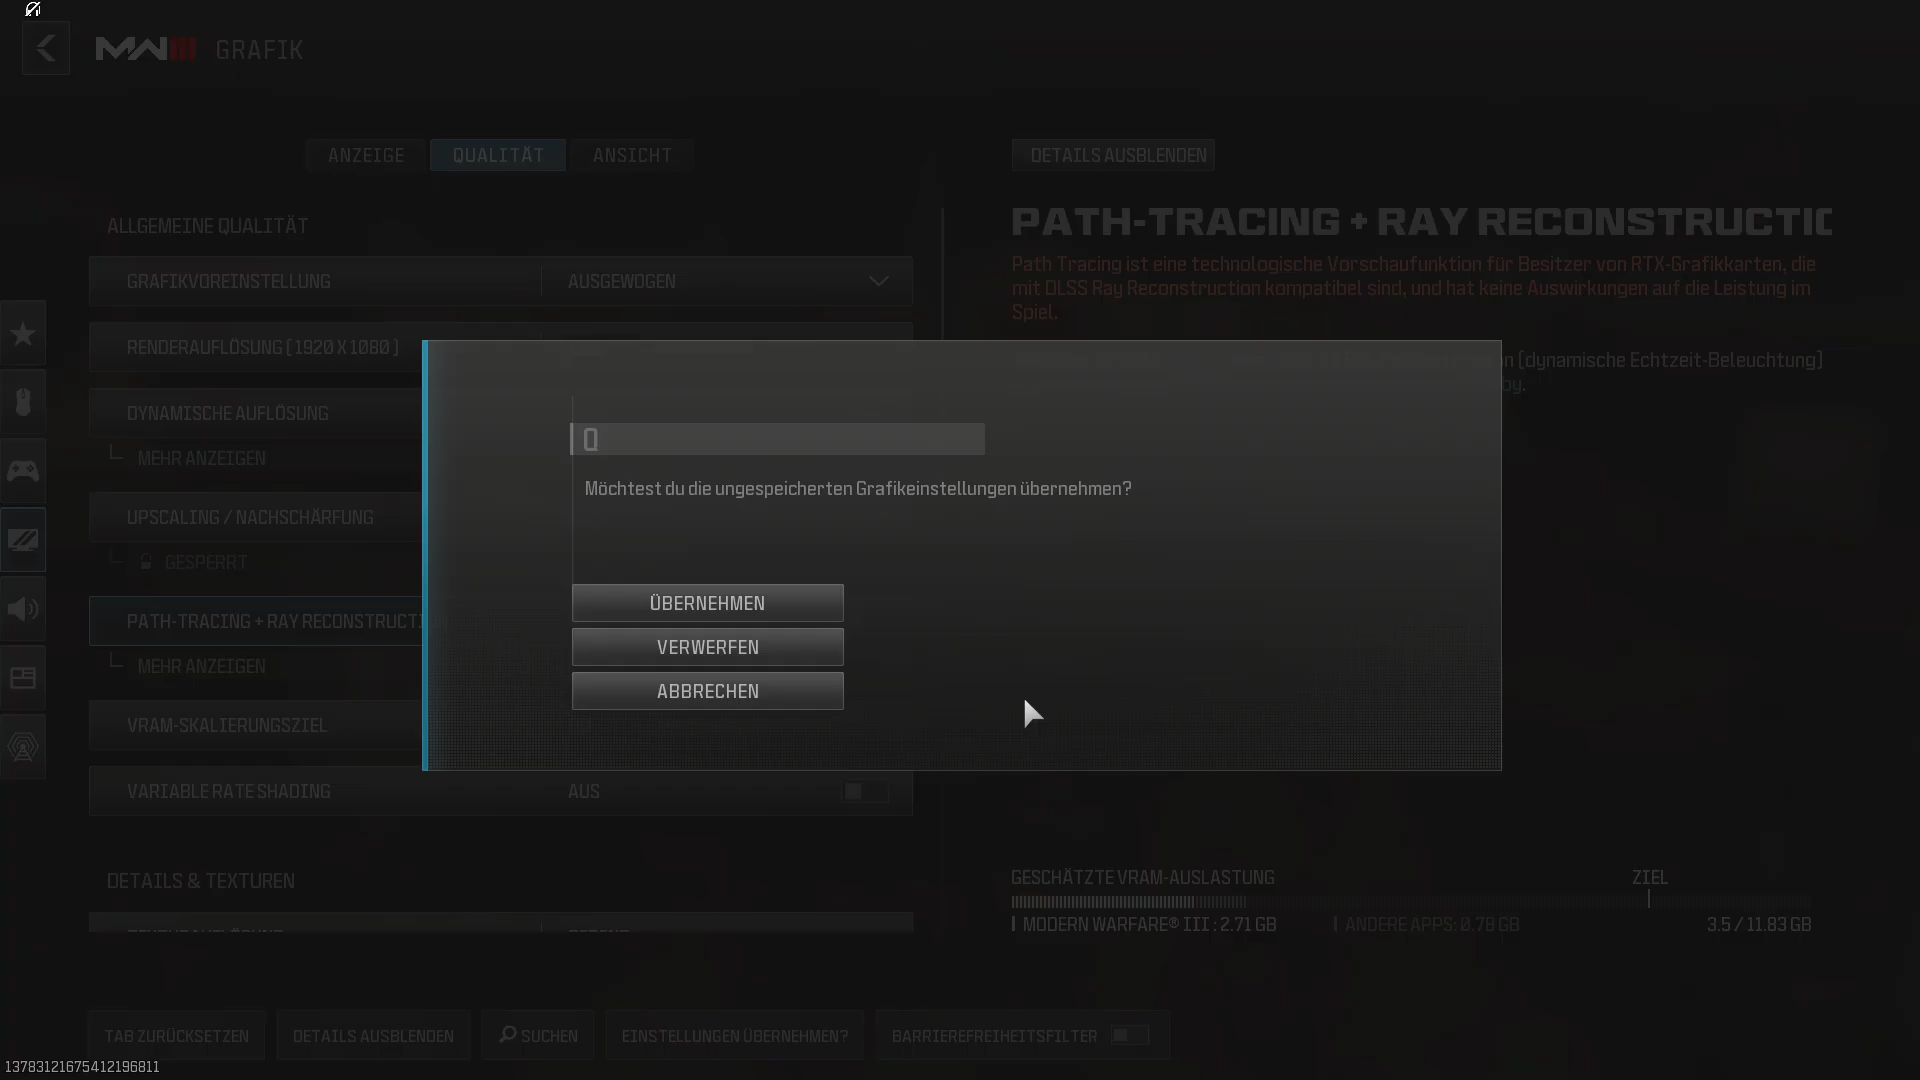 MWIII GRAFIK
ANZEIGE
QUALITÄT
ANSICHT
DETAILS AUSBLENDEN
ALLGEMEINE QUALITÄT
PATH-TRACING + RAY RECONSTRUCTIO
GRAFIKVOREINSTELLUNG
AUSGEWOGEN
Path Tracing ist eine technologische Vorschaufunktion für Besitzer von RTX-Grafikkarten, die
mit DLSS Ray Reconstruction kompatibel sind, und hat keine Auswirkungen auf die Leistung im
Spiel.
RENDERAUFLÖSUNG [ 1920 X 1080 ]
n (dynamische Echtzeit-Beleuchtung)
by.
DYNAMISCHE AUFLÖSUNG
MEHR ANZEIGEN
Möchtest du die ungespeicherten Grafikeinstellungen übernehmen?
UPSCALING / NACHSCHÄRFUNG
GESPERRT
ÜBERNEHMEN
PATH-TRACING + RAY RECONSTRUCTI
VERWERFEN
MEHR ANZEIGEN
ABBRECHEN
VRAM-SKALIERUNGSZIEL
VARIABLE RATE SHADING
AUS
DETAILS & TEXTUREN
GESCHÄTZTE VRAM-AUSLASTUNG
ZIEL
MODERN WARFARE® III : 2.71 GB
ANDERE APPS: 0.78 GB
3.5 / 11.83 GB
TAB ZURÜCKSETZEN
DETAILS AUSBLENDEN
SUCHEN
EINSTELLUNGEN ÜBERNEHMEN?
BARRIEREFREIHEITSFILTER
13783121675412196811